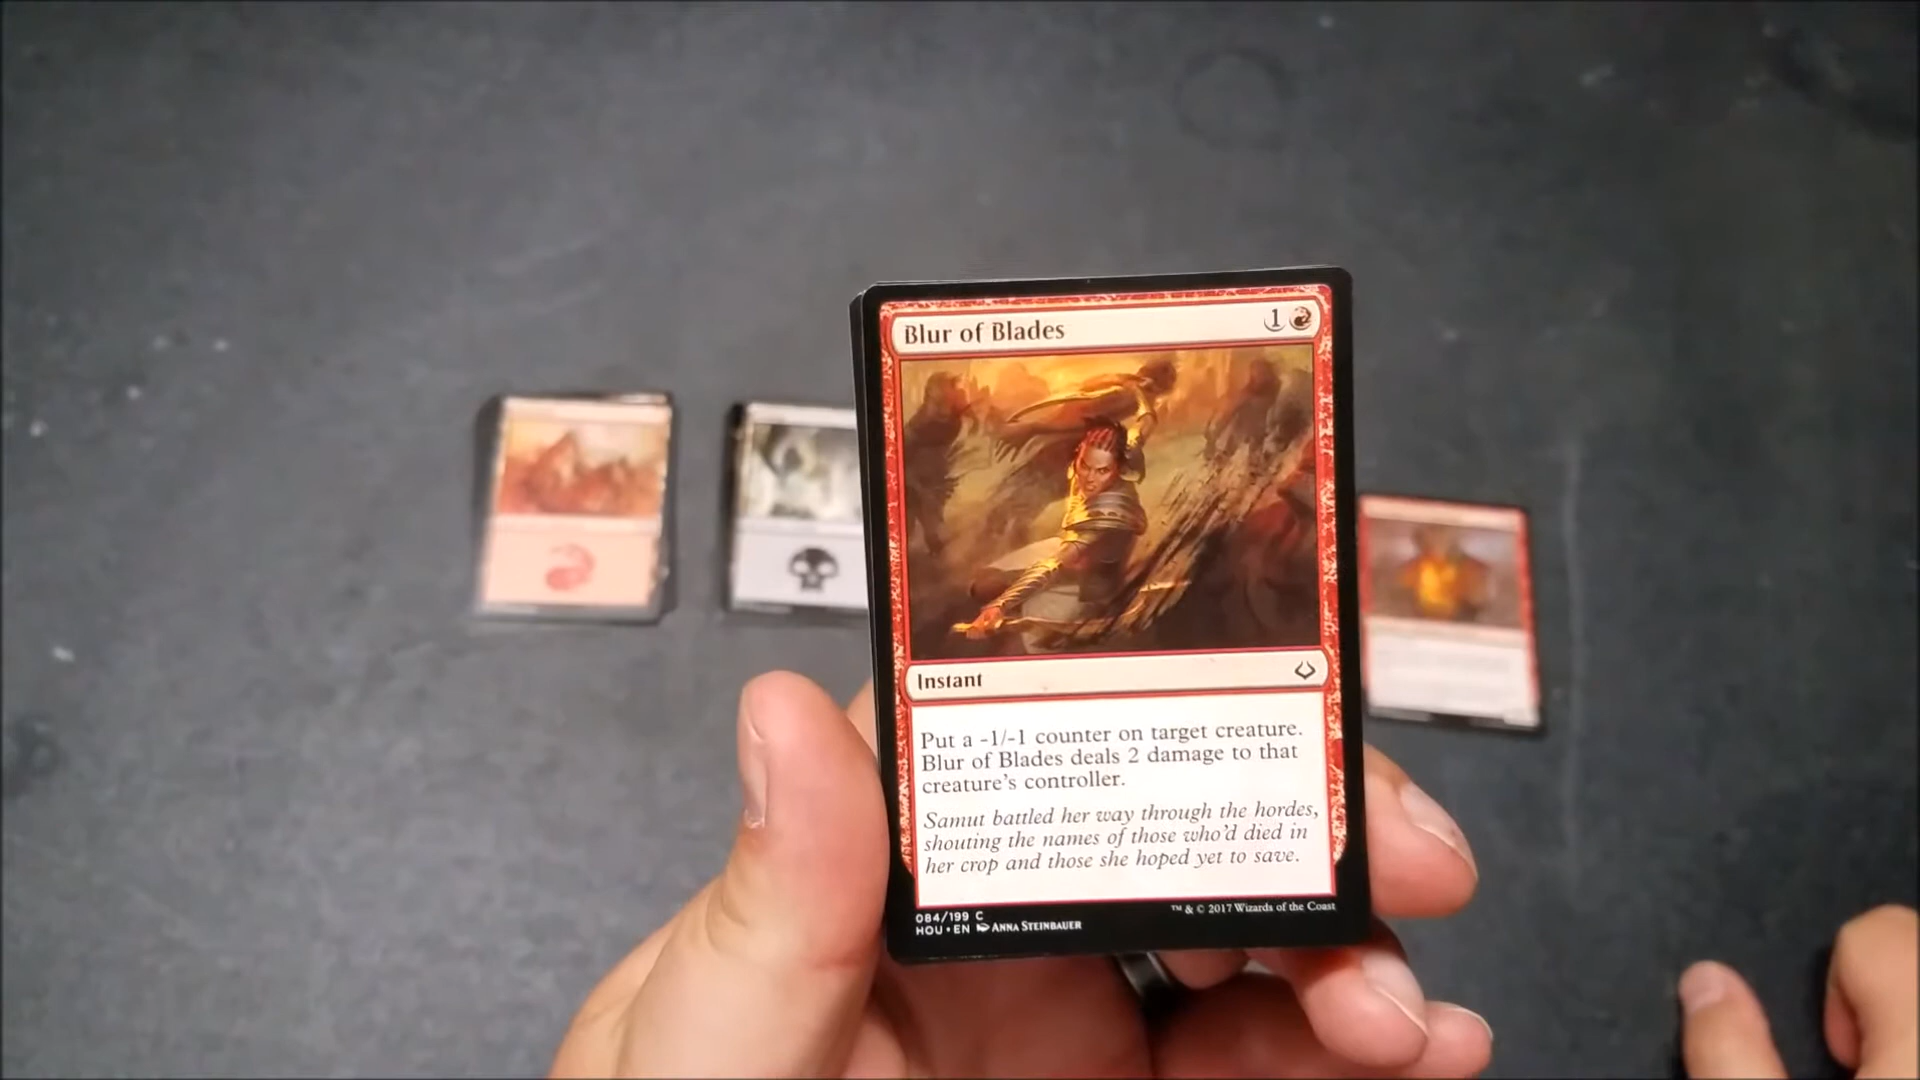 Blur of Blades 1
Instant
Put a -1/-1 counter on target creature.
Blur of Blades deals 2 damage to that
creature's controller.
Samut battled her way through the hordes,
shouting the names of those who'd died in
her crop and those she hoped yet to save.
084/199 C
HOU • EN ANNA STEINBAUER
™ & © 2017 Wizards of the Coast